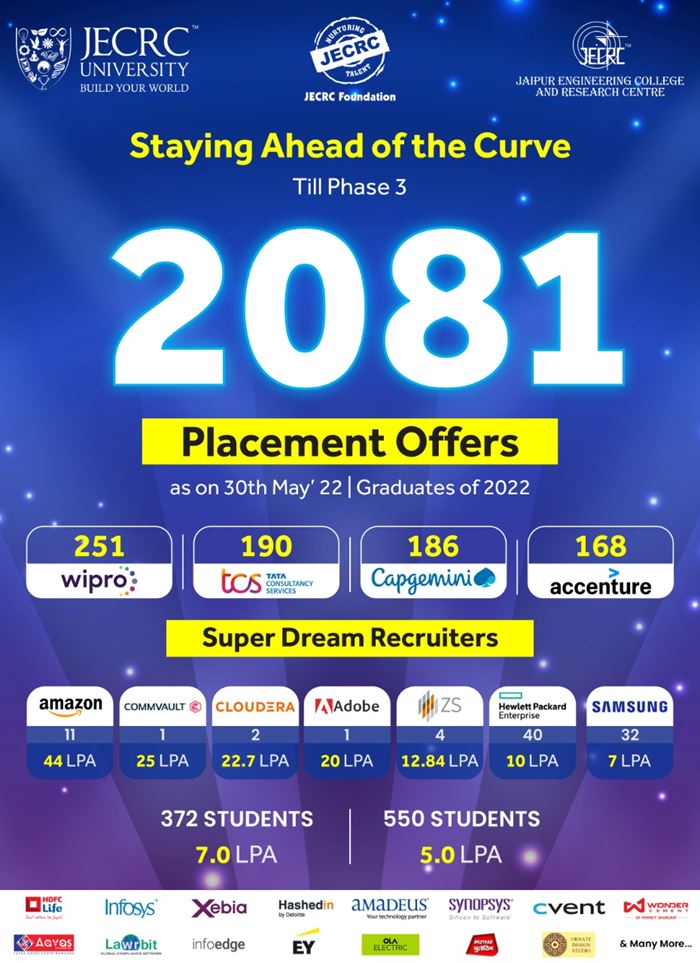 JECRC™
UNIVERSITY
BUILD YOUR WORLD
NURTURING
JECRC
TALENT
JECRC Foundation
JECRC™
JAIPUR ENGINEERING COLLEGE
AND RESEARCH CENTRE
Staying Ahead of the Curve
Till Phase 3
2081
Placement Offers
as on 30th May' 22 | Graduates of 2022
251
wipro
190
tcs TATA
CONSULTANCY
SERVICES
186
Capgemini
168
accenture
Super Dream Recruiters
amazon
11
44 LPA
COMMVAULT
1
25 LPA
CLOUDERA
2
22.7 LPA
Adobe
1
20 LPA
ZS
4
12.84 LPA
Hewlett Packard
Enterprise
40
10 LPA
SAMSUNG
32
7 LPA
372 STUDENTS
7.0 LPA
550 STUDENTS
5.0 LPA
HDFC
Life
Sar utha ke jiyo!
Infosys
Xebia
Hashedin
by Deloitte
aMaDEUS
Your technology partner
SYNOPSYS
Silicon to Software
cvent
WONDER
CEMENT
EK PERFECT SHURUAAT
Aavas
Lawrbit
GLOBAL COMPLIANCE NETWORK
infoedge
EY
OLA
ELECTRIC
ORNATE
DESIGN
STUDIO
& Many More...